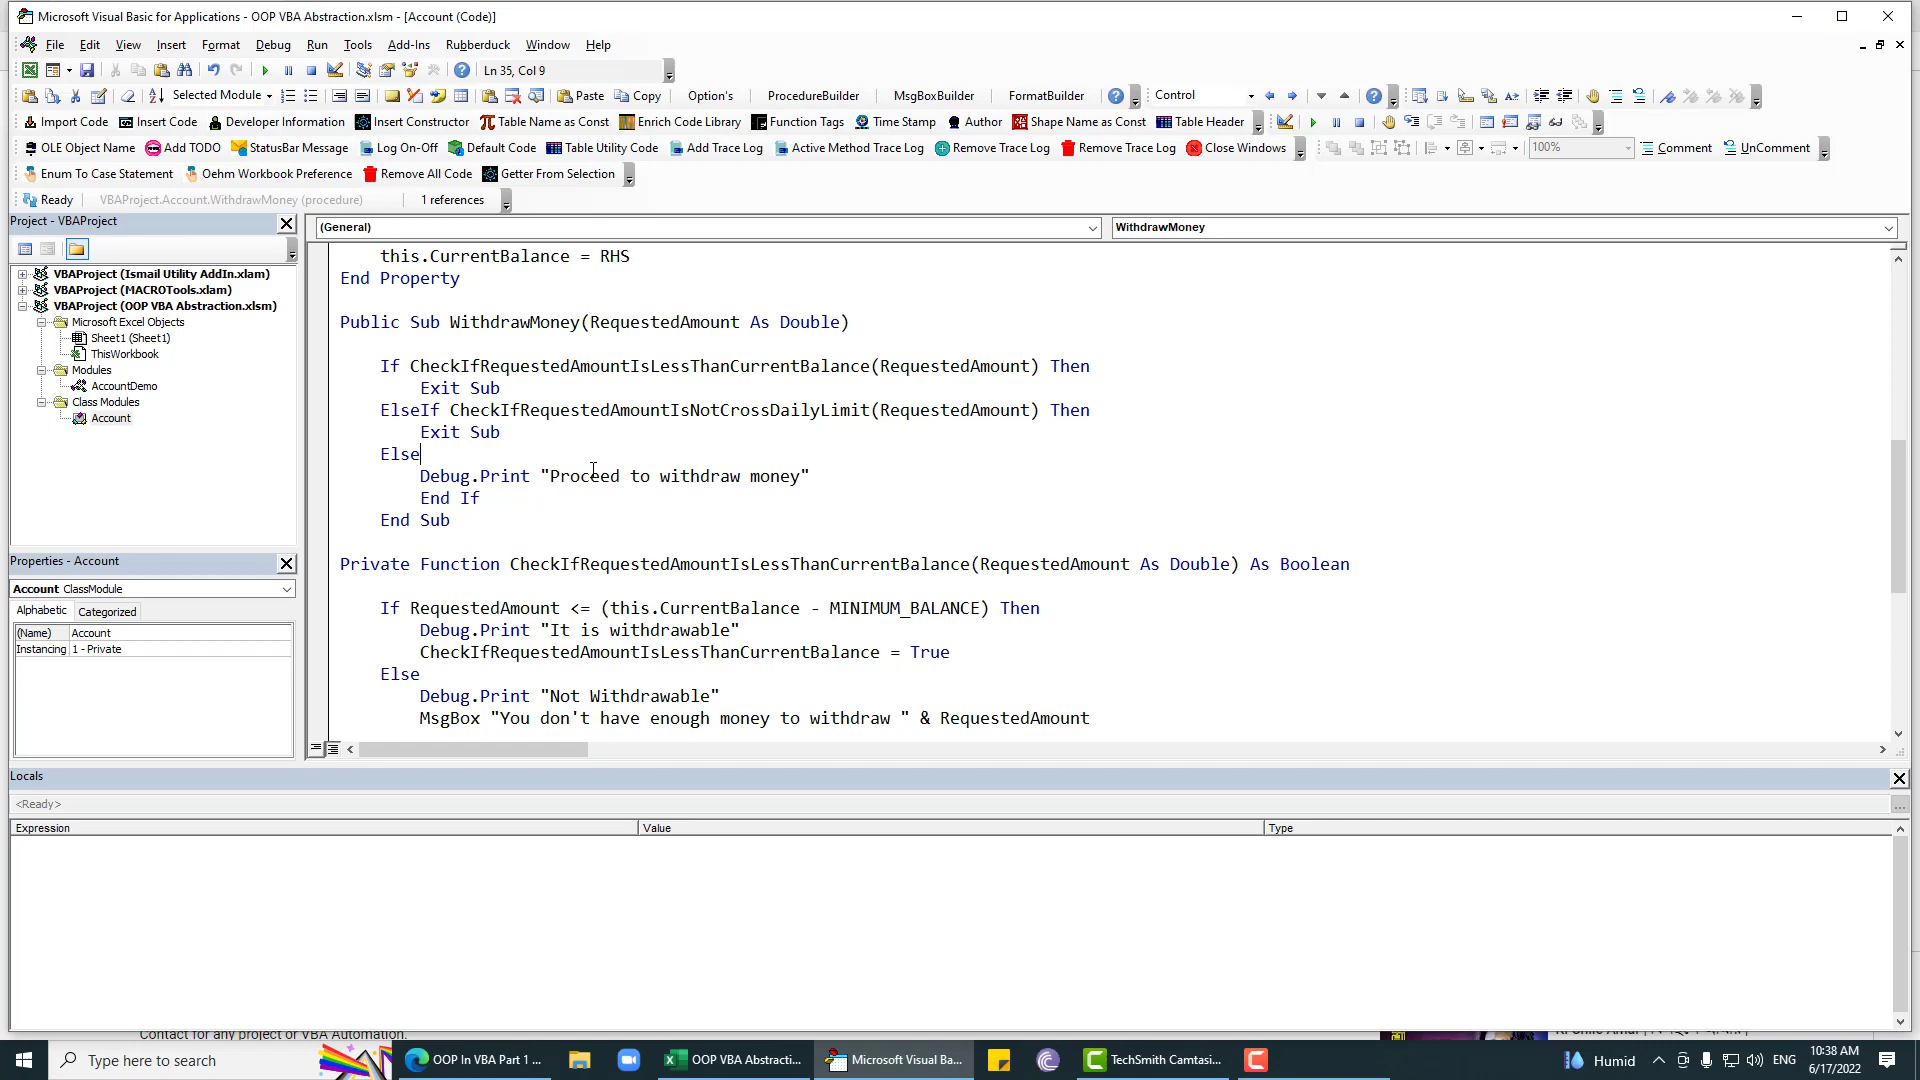 Microsoft Visual Basic for Applications - OOP VBA Abstraction.xlsm - [Account (Code)]
File Edit View Insert Format Debug Run Tools Add-Ins Rubberduck Window Help
Ln 35, Col 9
Selected Module Paste Copy Option's ProcedureBuilder MsgBoxBuilder FormatBuilder Control
Import Code Insert Code Developer Information Insert Constructor Table Name as Const Enrich Code Library Function Tags Time Stamp Author Shape Name as Const Table Header
OLE Object Name Add TODO StatusBar Message Log On-Off Default Code Table Utility Code Add Trace Log Active Method Trace Log Remove Trace Log Remove Trace Log Close Windows 100% Comment UnComment
Enum To Case Statement Oehm Workbook Preference Remove All Code Getter From Selection
Ready VBAProject.Account.WithdrawMoney (procedure) 1 references
Project - VBAProject
(General) WithdrawMoney
VBAProject (Ismail Utility AddIn.xlam)
VBAProject (MACROTools.xlam)
VBAProject (OOP VBA Abstraction.xlsm)
Microsoft Excel Objects
Sheet1 (Sheet1)
ThisWorkbook
Modules
AccountDemo
Class Modules
Account
Properties - Account
Account ClassModule
Alphabetic Categorized
(Name) Account
Instancing 1 - Private
this.CurrentBalance = RHS
End Property
Public Sub WithdrawMoney(RequestedAmount As Double)
If CheckIfRequestedAmountIsLessThanCurrentBalance(RequestedAmount) Then
Exit Sub
ElseIf CheckIfRequestedAmountIsNotCrossDailyLimit(RequestedAmount) Then
Exit Sub
Else
Debug.Print "Proceed to withdraw money"
End If
End Sub
Private Function CheckIfRequestedAmountIsLessThanCurrentBalance(RequestedAmount As Double) As Boolean
If RequestedAmount <= (this.CurrentBalance - MINIMUM_BALANCE) Then
Debug.Print "It is withdrawable"
CheckIfRequestedAmountIsLessThanCurrentBalance = True
Else
Debug.Print "Not Withdrawable"
MsgBox "You don't have enough money to withdraw " & RequestedAmount
Locals
<Ready>
Expression Value Type
Contact for any project or VBA Automation.
Type here to search
OOP In VBA Part 1 ...
OOP VBA Abstracti...
Microsoft Visual Ba...
TechSmith Camtasi...
Humid
ENG
10:38 AM
6/17/2022